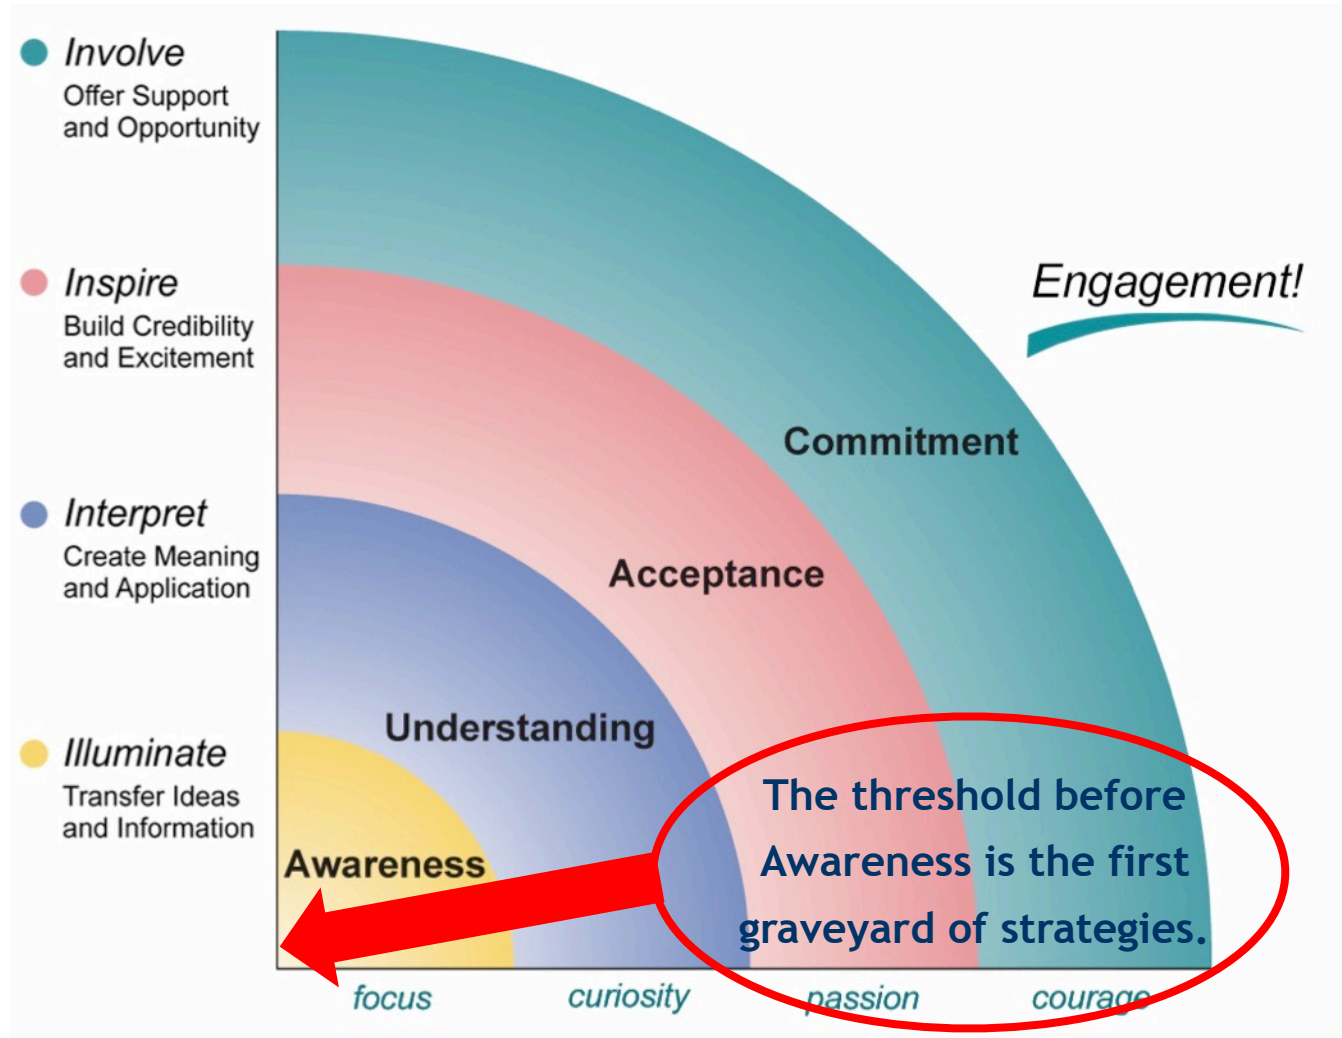 Involve
Offer Support
and Opportunity
Inspire
Build Credibility
and Excitement
Engagement!
Commitment
Interpret
Create Meaning
and Application
Acceptance
Understanding
Illuminate
Transfer Ideas
and Information
Awareness
The threshold before
Awareness is the first
graveyard of strategies.
focus
curiosity
passion
courage